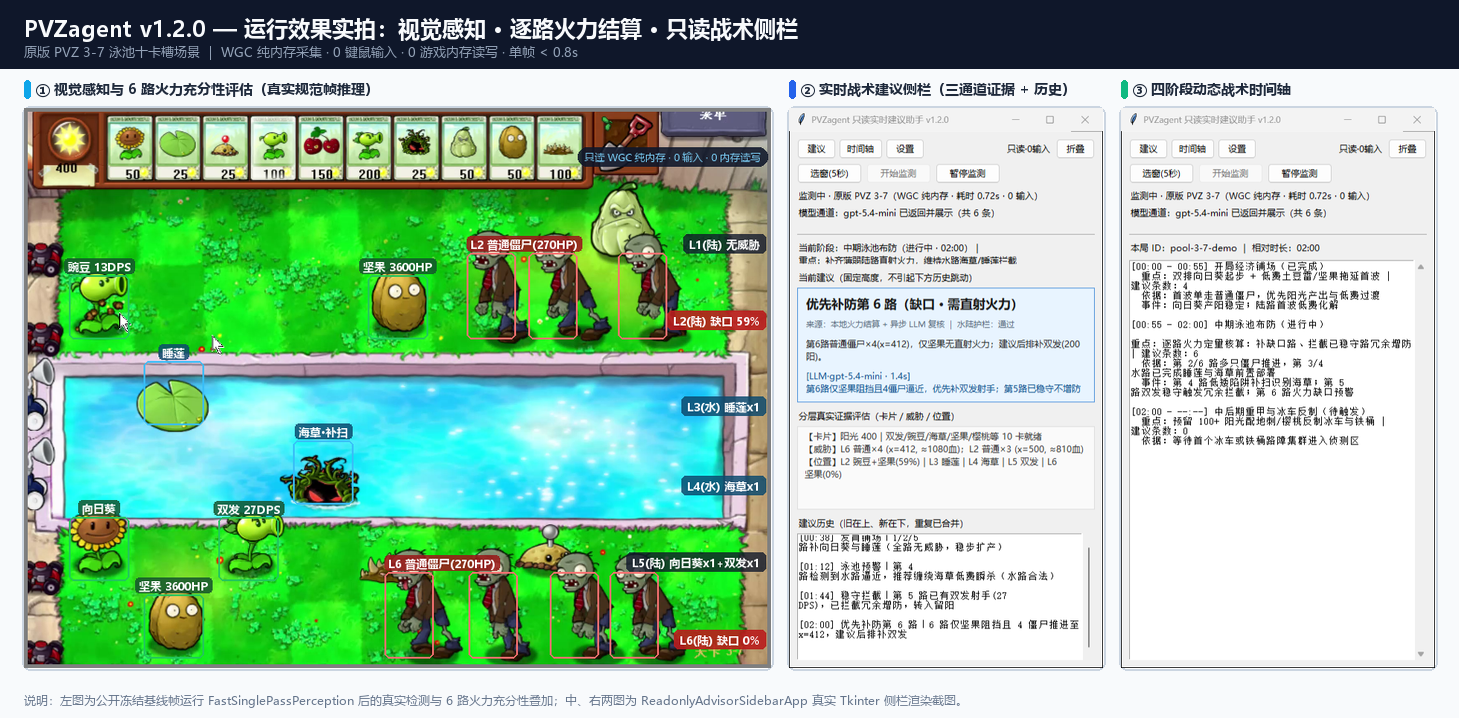 PVZagent v1.2.0 — 运行效果实拍：视觉感知 • 逐路火力结算 • 只读战术侧栏
原版 PVZ 3-7 泳池十卡槽场景 ｜ WGC 纯内存采集 · 0 键鼠输入 · 0 游戏内存读写 · 单帧 < 0.8s
① 视觉感知与 6 路火力充分性评估（真实规范帧推理）
菜单
400
50
25
25
100
150
200
25
50
50
100
只读 WGC 纯内存 · 0 输入 · 0 内存读写
L2 普通僵尸(270HP)
L1(陆) 无威胁
豌豆 13DPS
坚果 3600HP
L2(陆) 缺口 59%
睡莲
L3(水) 睡莲x1
海草·补扫
L4(水) 海草x1
向日葵
双发 27DPS
L6 普通僵尸(270HP)
L5(陆) 向日葵x1+双发x1
坚果 3600HP
L6(陆) 缺口 0%
② 实时战术建议侧栏（三通道证据 + 历史）
PVZagent 只读实时建议助手 v1.2.0
建议
时间轴
设置
只读·0输入
折叠
选窗(5秒)
开始监测
暂停监测
监测中 · 原版 PVZ 3-7（WGC 纯内存 · 耗时 0.72s · 0 输入）
模型通道：gpt-5.4-mini 已返回并展示（共 6 条）
当前阶段：中期泳池布防（进行中 · 02:00） |
重点：补齐薄弱陆路直射火力，维持水路海草/睡莲拦截
当前建议（固定高度，不引起下方历史跳动）
优先补防第 6 路（缺口 · 需直射火力）
来源：本地火力结算 + 异步 LLM 复核 | 水陆护栏：通过
第6路普通僵尸×4(x=412)，仅坚果无直射火力；建议后排补双发(200
阳)。
[LLM·gpt-5.4-mini · 1.4s]
第6路仅坚果阻挡且4僵尸逼近，优先补双发射手；第5路已稳守不增防
分层真实证据评估（卡片 / 威胁 / 位置）
【卡片】阳光 400 | 双发/豌豆/海草/坚果/樱桃等 10 卡就绪
【威胁】L6 普通×4 (x=412, ≈1080血)；L2 普通×3 (x=500, ≈810血)
【位置】L2 豌豆+坚果(59%) | L3 睡莲 | L4 海草 | L5 双发 | L6
坚果(0%)
建议历史（旧在上、新在下，重复已合并）
[00:38] 发育铺场 | 1/2/5
路补向日葵与睡莲（全路无威胁，稳步扩产）
[01:12] 泳池预警 | 第 4
路检测到水路逼近，推荐缠绕海草低费瞬杀（水路合法）
[01:44] 稳守拦截 | 第 5 路已有双发射手(27
DPS)，已拦截冗余增防，转入留阳
[02:00] 优先补防第 6 路 | 6 路仅坚果阻挡且 4 僵尸推进至
x=412，建议后排补双发
③ 四阶段动态战术时间轴
PVZagent 只读实时建议助手 v1.2.0
建议
时间轴
设置
只读·0输入
折叠
选窗(5秒)
开始监测
暂停监测
监测中 · 原版 PVZ 3-7（WGC 纯内存 · 耗时 0.72s · 0 输入）
模型通道：gpt-5.4-mini 已返回并展示（共 6 条）
本局 ID：pool-3-7-demo | 相对时长：02:00
[00:00 - 00:55] 开局经济铺场（已完成）
重点：双排向日葵起步 + 低费土豆雷/坚果拖延首波 |
建议条数：4
依据：首波单走普通僵尸，优先阳光产出与低费过渡
事件：向日葵产阳稳定；陆路首波低费化解
[00:55 - 02:00] 中期泳池布防（进行中）
重点：逐路火力定量核算：补缺口路、拦截已稳守路冗余增防
| 建议条数：6
依据：第 2/6 路多只僵尸推进，第 3/4
水路已完成睡莲与海草前置部署
事件：第 4 路低矮陷阱补扫识别海草；第 5
路双发稳守触发冗余拦截；第 6 路火力缺口预警
[02:00 - --:--] 中后期重甲与冰车反制（待触发）
重点：预留 100+ 阳光配地刺/樱桃反制冰车与铁桶 |
建议条数：0
依据：等待首个冰车或铁桶路障集群进入侦测区
说明：左图为公开冻结基线帧运行 FastSinglePassPerception 后的真实检测与 6 路火力充分性叠加；中、右两图为 ReadonlyAdvisorSidebarApp 真实 Tkinter 侧栏渲染截图。